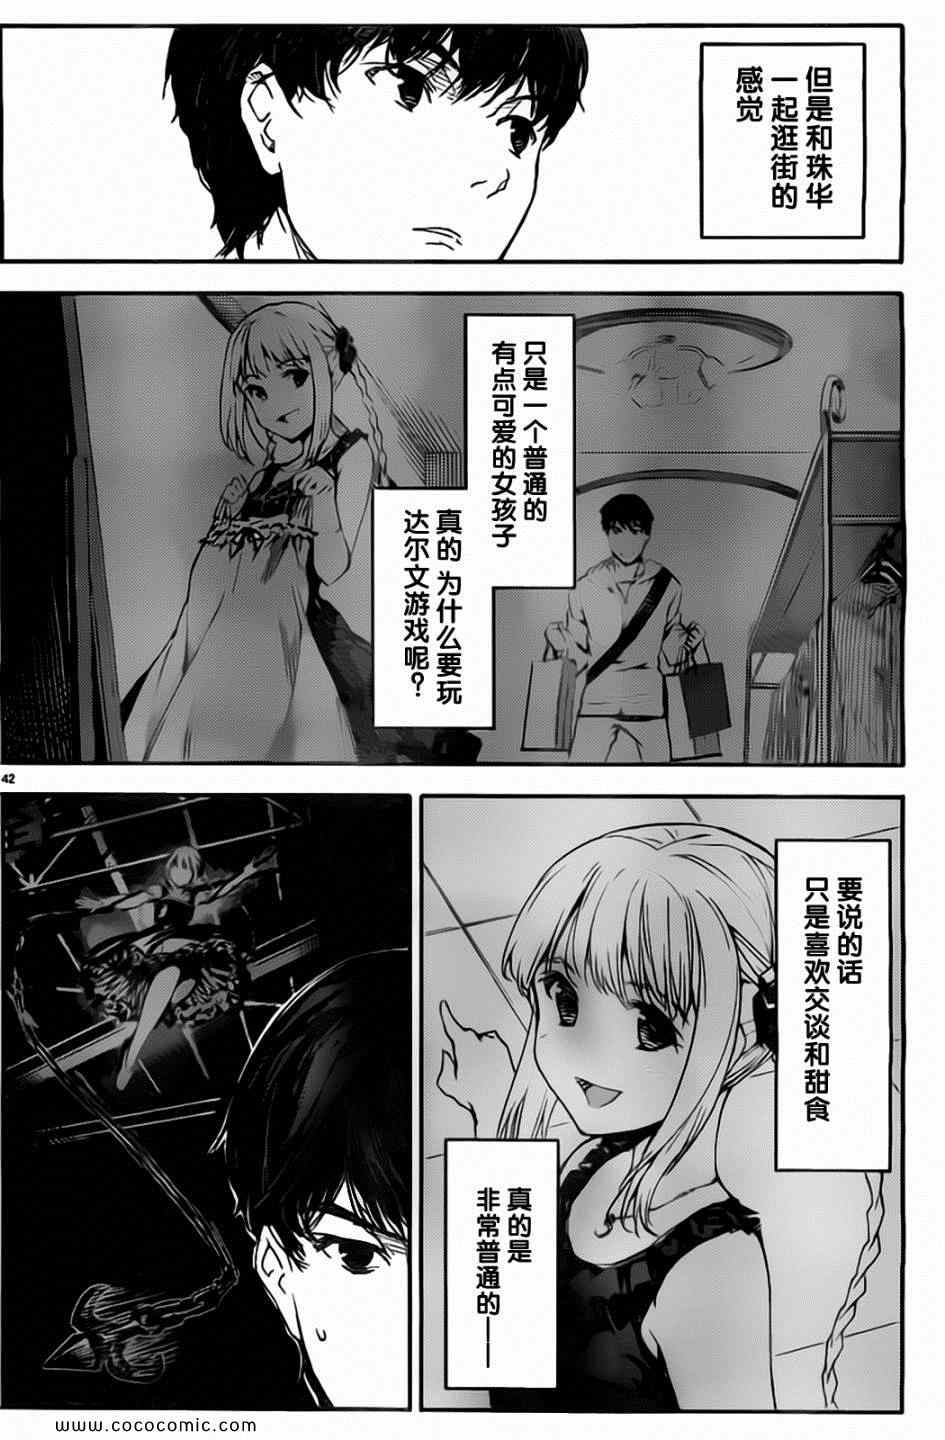 但是和珠华
一起逛街的
感觉
只是一个普通的
有点可爱的女孩子
真的 为什么要玩
达尔文游戏呢？
42
要说的话
只是喜欢交谈和甜食
真的是
非常普通的——
www.cococomic.com